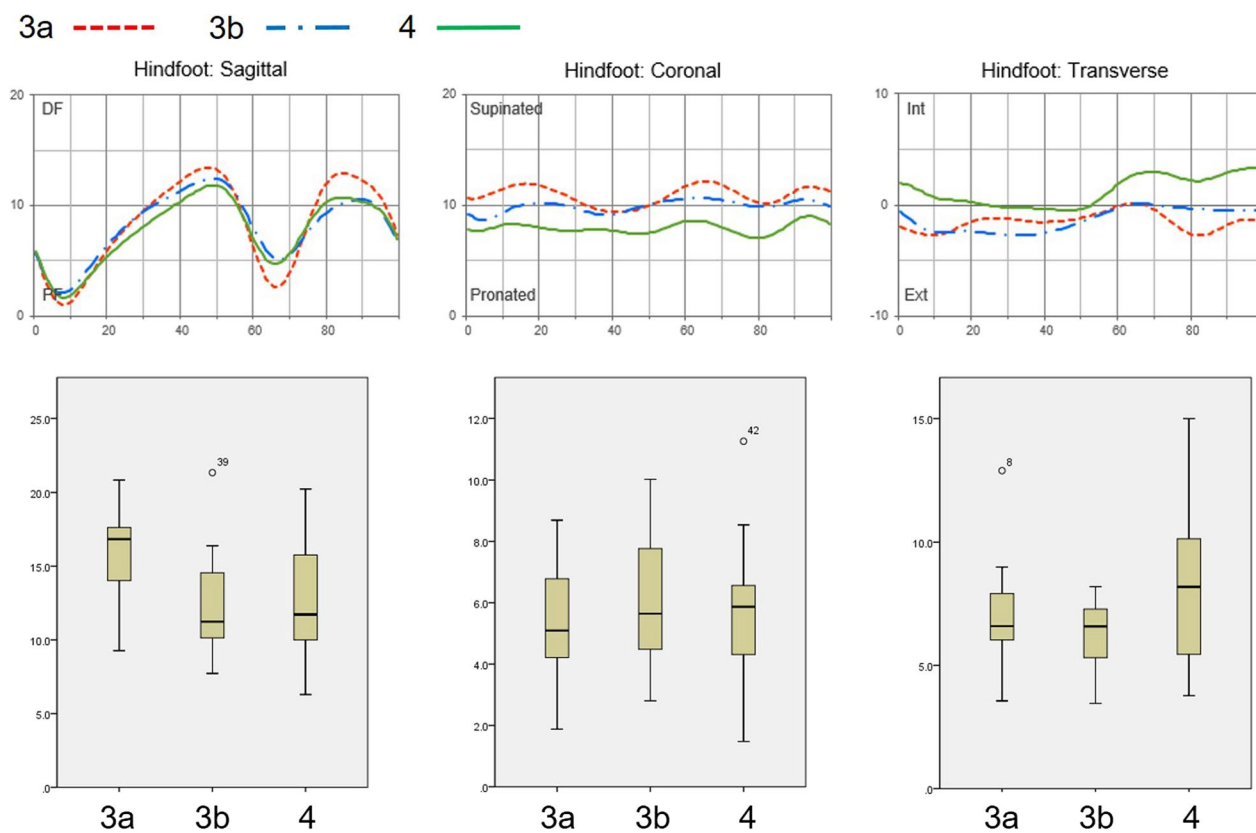 3a 3b 4
Hindfoot: Sagittal Hindfoot: Coronal Hindfoot: Transverse
20 20 10
DF Supinated Int
10 10 0
PF Pronated Ext
0 0 -10
0 20 40 60 80 0 20 40 60 80 0 20 40 60 80
25.0 12.0 15.0
39 42 8
20.0 10.0
15.0 8.0 10.0
10.0 6.0
5.0 4.0 5.0
2.0
.0 .0 .0
3a 3b 4 3a 3b 4 3a 3b 4